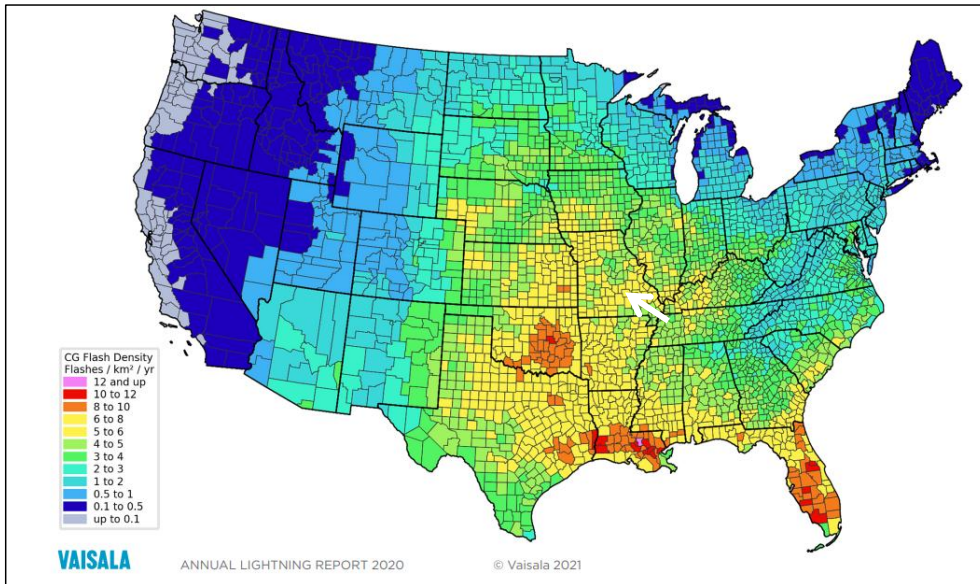 CG Flash Density
Flashes / km² / yr
12 and up
10 to 12
8 to 10
6 to 8
5 to 6
4 to 5
3 to 4
2 to 3
1 to 2
0.5 to 1
0.1 to 0.5
up to 0.1
VAISALA
ANNUAL LIGHTNING REPORT 2020
© Vaisala 2021